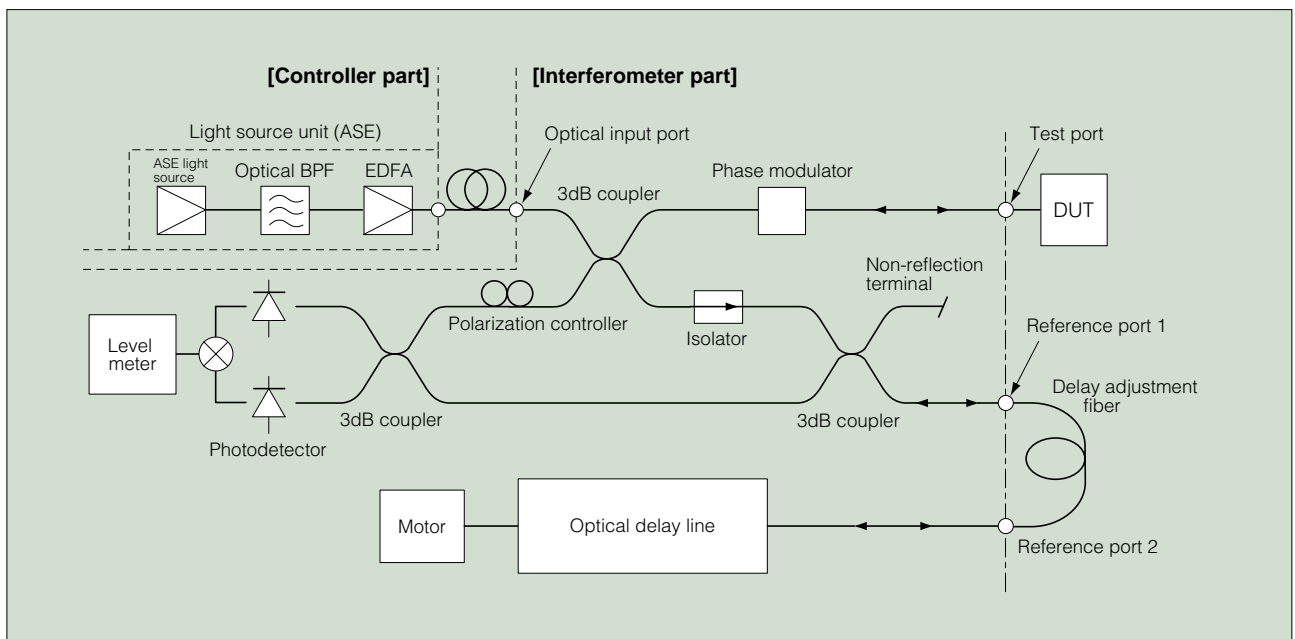 [Controller part]
[Interferometer part]
Light source unit (ASE)
Optical input port
Test port
ASE light
source
Optical BPF
EDFA
3dB coupler
Phase modulator
DUT
Non-reflection
terminal
Polarization controller
Isolator
Reference port 1
Level
meter
Delay adjustment
fiber
3dB coupler
3dB coupler
Photodetector
Motor
Optical delay line
Reference port 2